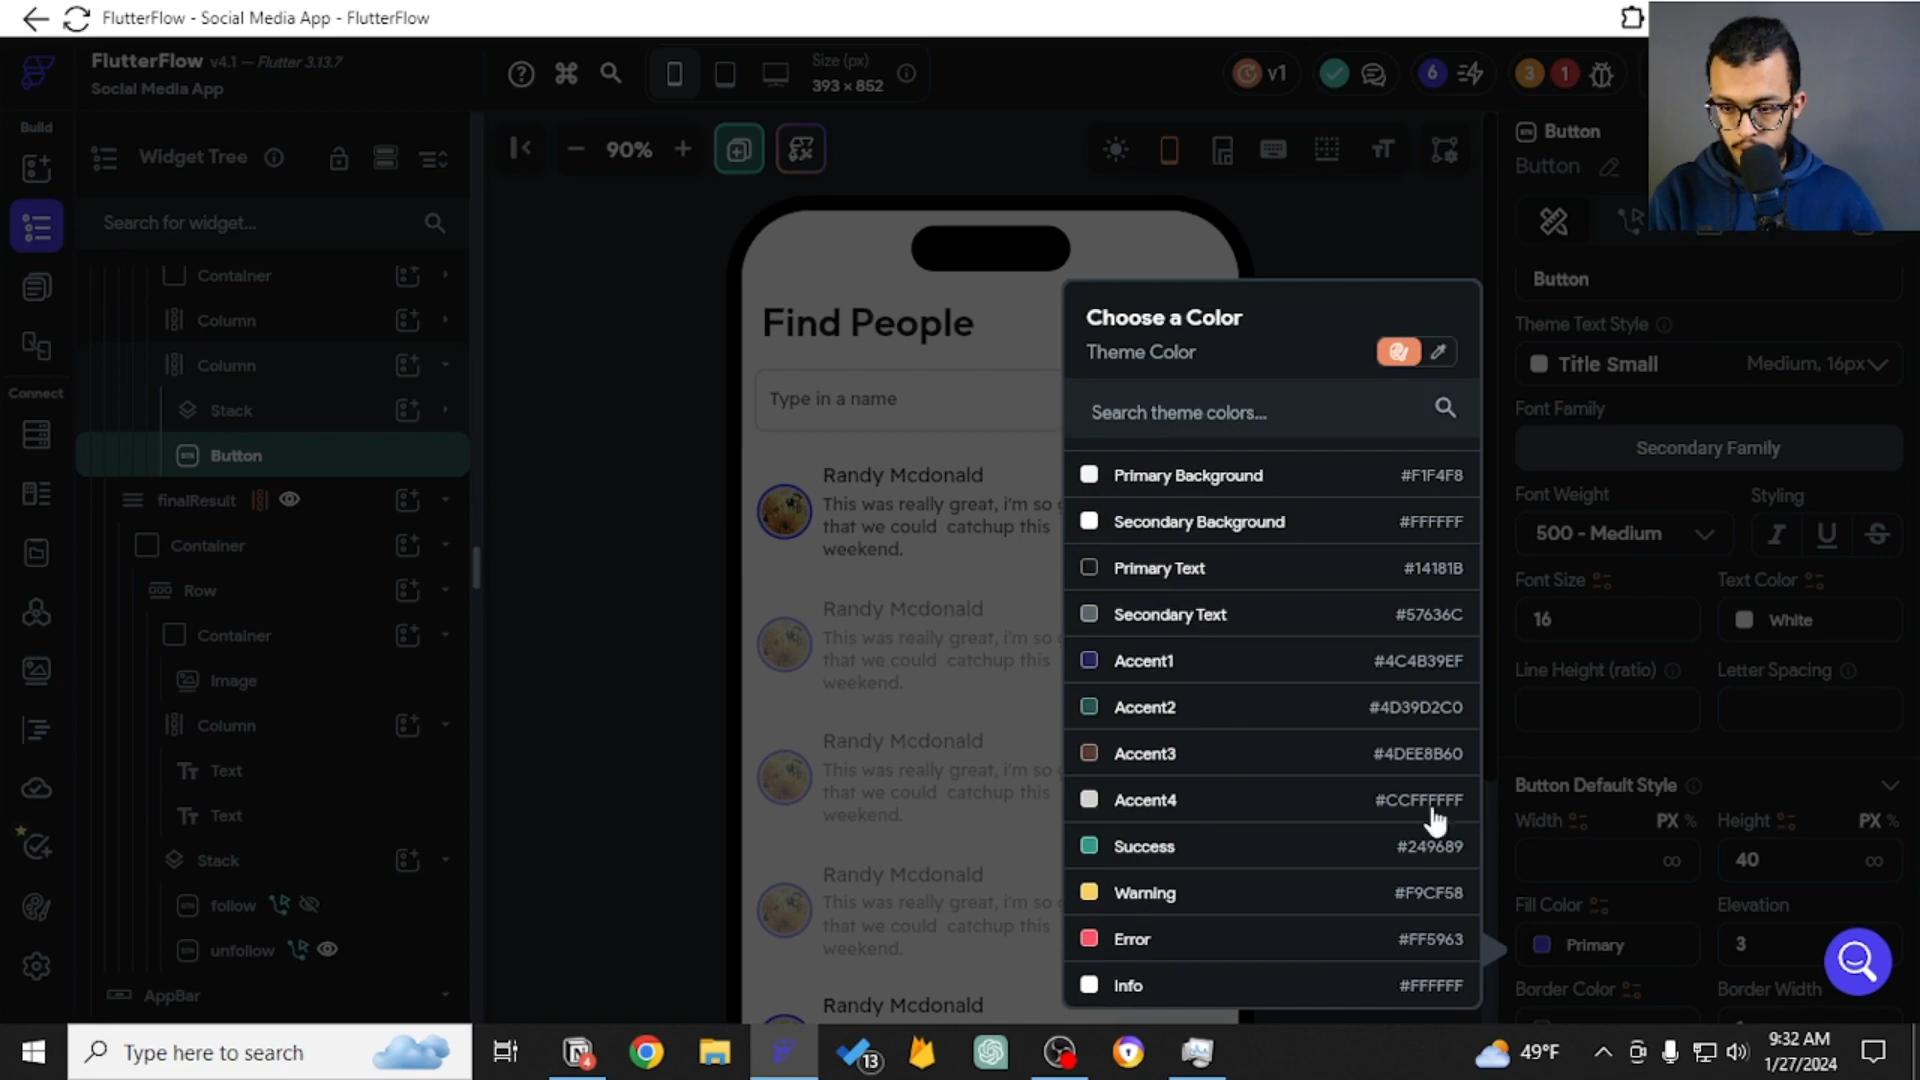 FlutterFlow - Social Media App - FlutterFlow
FlutterFlow v4.1 — Flutter 3.13.7
Social Media App
Size (px)
393 × 852
v1
6
3
1
Build
Widget Tree
90%
Button
Button
Search for widget...
Container
Column
Column
Stack
Button
finalResult
Container
Row
Container
Image
Column
Text
Text
Stack
follow
unfollow
AppBar
Connect
Find People
Type in a name
Randy Mcdonald
This was really great, i'm so
that we could catchup this
weekend.
Randy Mcdonald
This was really great, i'm so
that we could catchup this
weekend.
Randy Mcdonald
This was really great, i'm so
that we could catchup this
weekend.
Randy Mcdonald
This was really great, i'm so
that we could catchup this
weekend.
Randy Mcdonald
Choose a Color
Theme Color
Search theme colors...
Primary Background #F1F4F8
Secondary Background #FFFFFF
Primary Text #14181B
Secondary Text #57636C
Accent1 #4C4B39EF
Accent2 #4D39D2C0
Accent3 #4DEE8B60
Accent4 #CCFFFFFF
Success #249689
Warning #F9CF58
Error #FF5963
Info #FFFFFF
Button
Theme Text Style
Title Small Medium, 16px
Font Family
Secondary Family
Font Weight Styling
500 - Medium I U S
Font Size Text Color
16 White
Line Height (ratio) Letter Spacing
Button Default Style
Width PX % Height PX %
∞ 40 ∞
Fill Color Elevation
Primary 3
Border Color Border Width
Type here to search
4
13
49°F
9:32 AM
1/27/2024